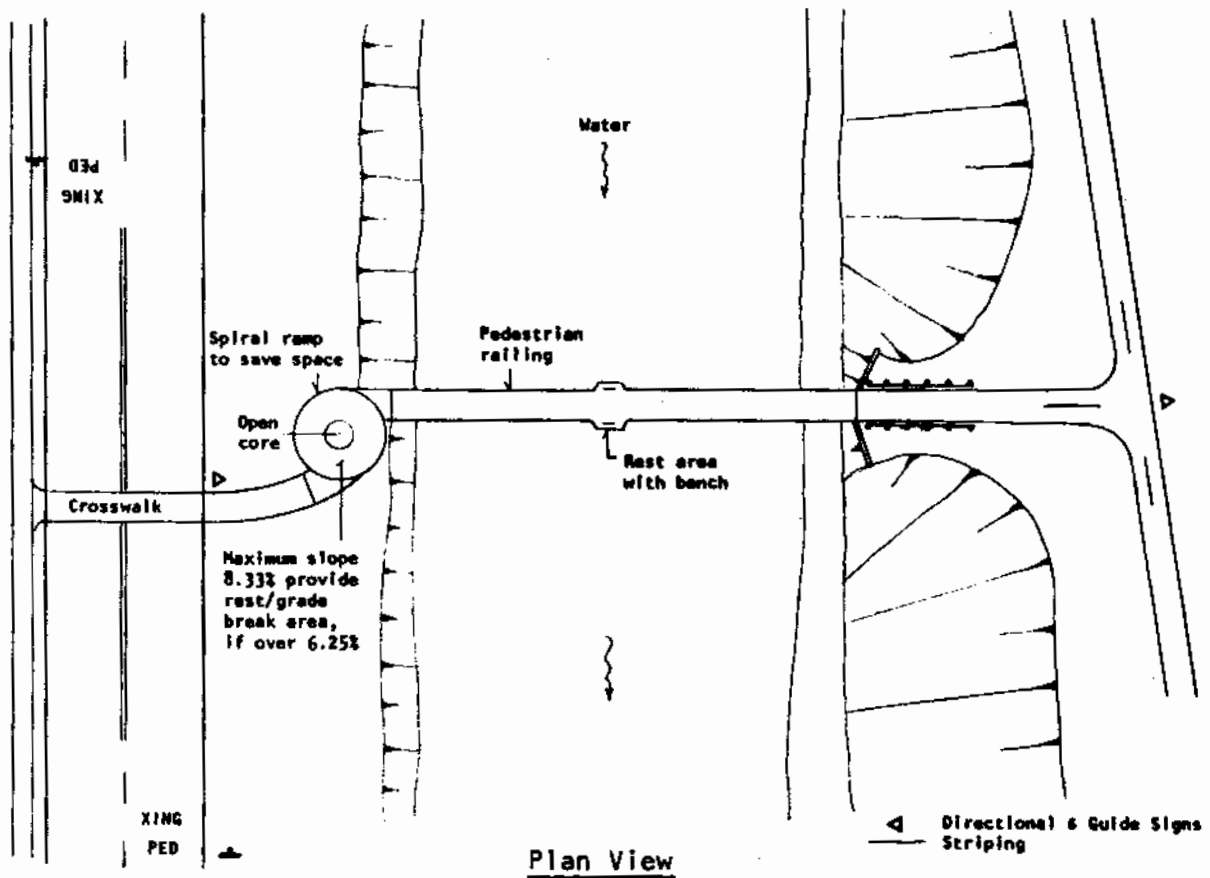 Water
PED
XING
Spiral ramp
to save space
Pedestrian
railing
Open
core
Rest area
with bench
Crosswalk
Maximum slope
8.33% provide
rest/grade
break area,
if over 6.25%
XING
PED
Directional & Guide Signs
Striping
Plan View